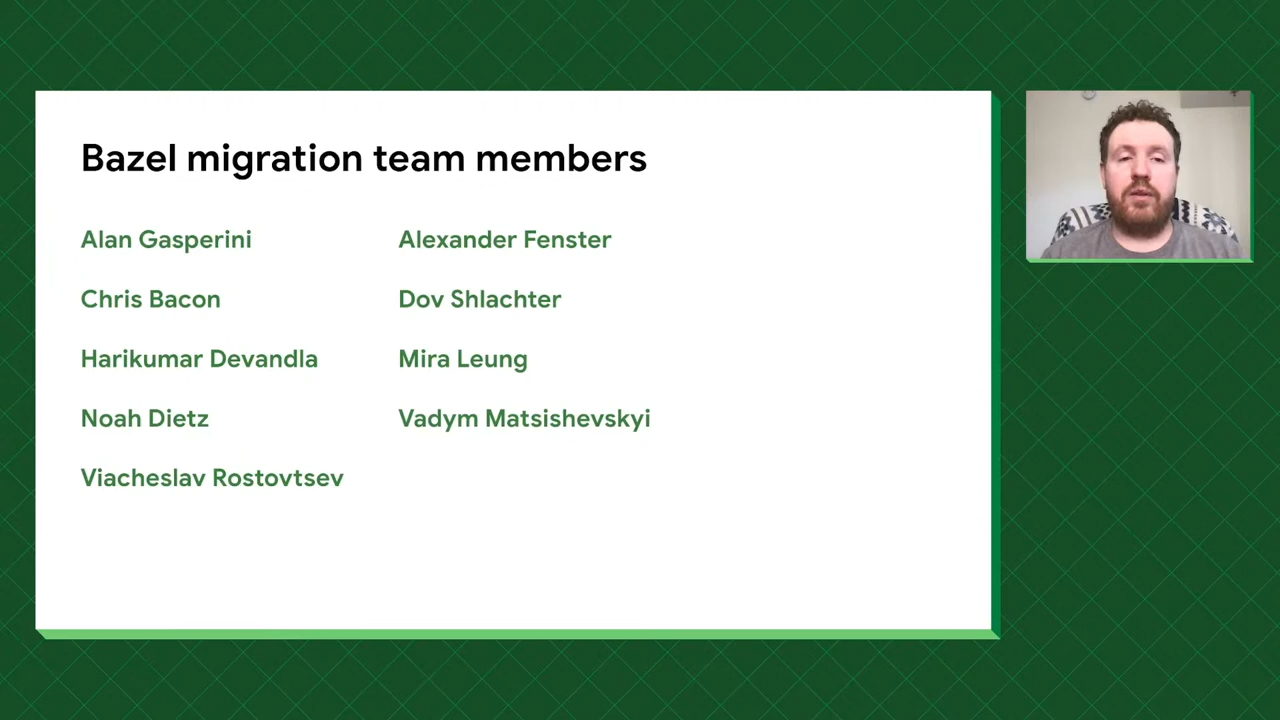 Bazel migration team members
Alan Gasperini
Chris Bacon
Harikumar Devandla
Noah Dietz
Viacheslav Rostovtsev
Alexander Fenster
Dov Shlachter
Mira Leung
Vadym Matsishevskyi